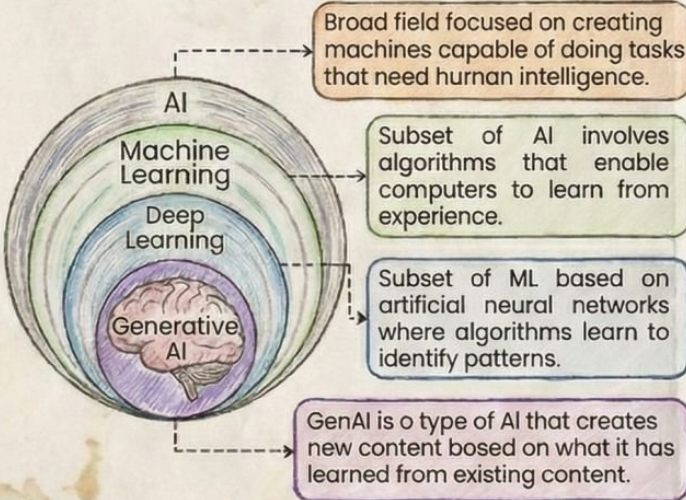 Broad field focused on creating
machines capable of doing tasks
that need human intelligence.
AI
Machine
Learning
Subset of AI involves
algorithms that enable
computers to learn from
experience.
Deep
Learning
Subset of ML based on
artificial neural networks
where algorithms learn to
identify patterns.
Generative
AI
GenAI is o type of AI that creates
new content bosed on what it has
learned from existing content.